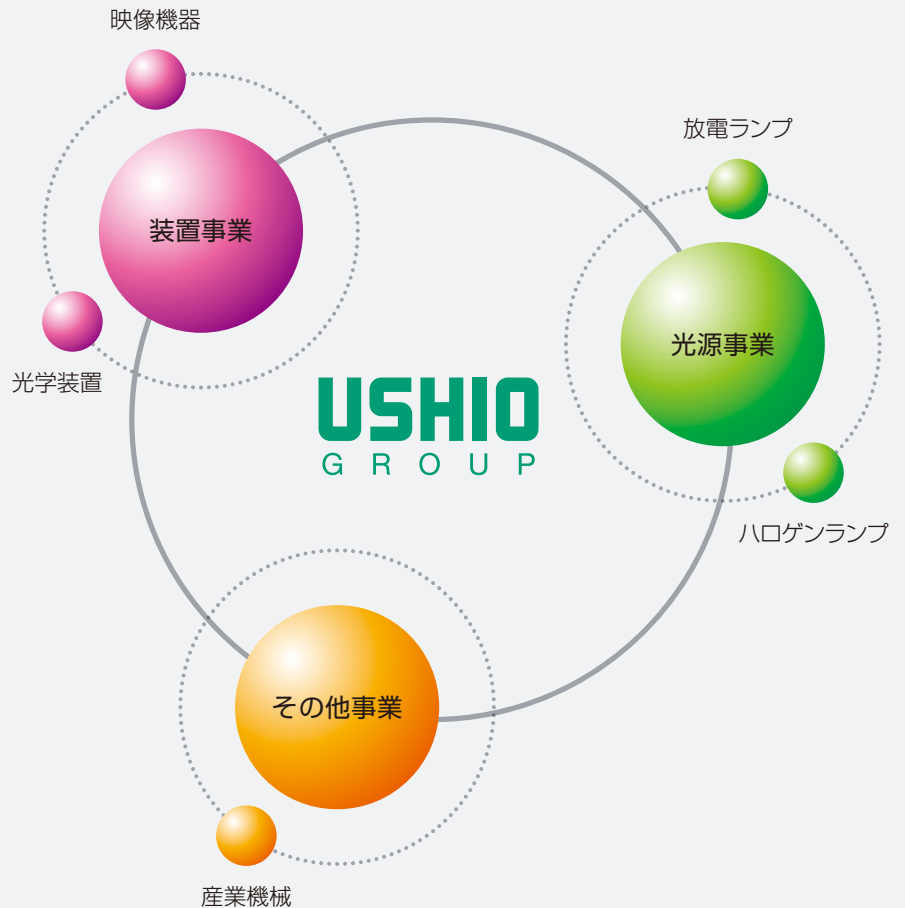 映像機器
装置事業
光学装置
放電ランプ
光源事業
ハロゲンランプ
USHIO
GROUP
その他事業
産業機械